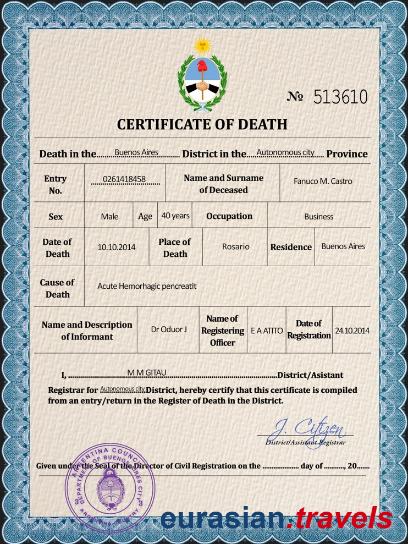 № 513610
CERTIFICATE OF DEATH
Death in the Buenos Aires District in the Autonomous city Province
Entry No. 0261418458 Name and Surname of Deceased Fanuco M. Castro
Sex Male Age 40 years Occupation Business
Date of Death 10.10.2014 Place of Death Rosario Residence Buenos Aires
Cause of Death Acute Hemorhagic pencreatit
Name and Description of Informant Dr Oduor J Name of Registering Officer E A ATITO Date of Registration 24.10.2014
I, M M GITAU District/Asistant
Registrar for Autonomous city District, hereby certify that this certificate is compiled
from an entry/return in the Register of Death in the District.
J. Citizen
District/Assistant Registrar
Given under the Seal of the Director of Civil Registration on the ............... day of ........, 20.....
ARGENTINA COUNCIL
DEPARTMENT OF BUENOS AIRES CITY
eurasian.travels